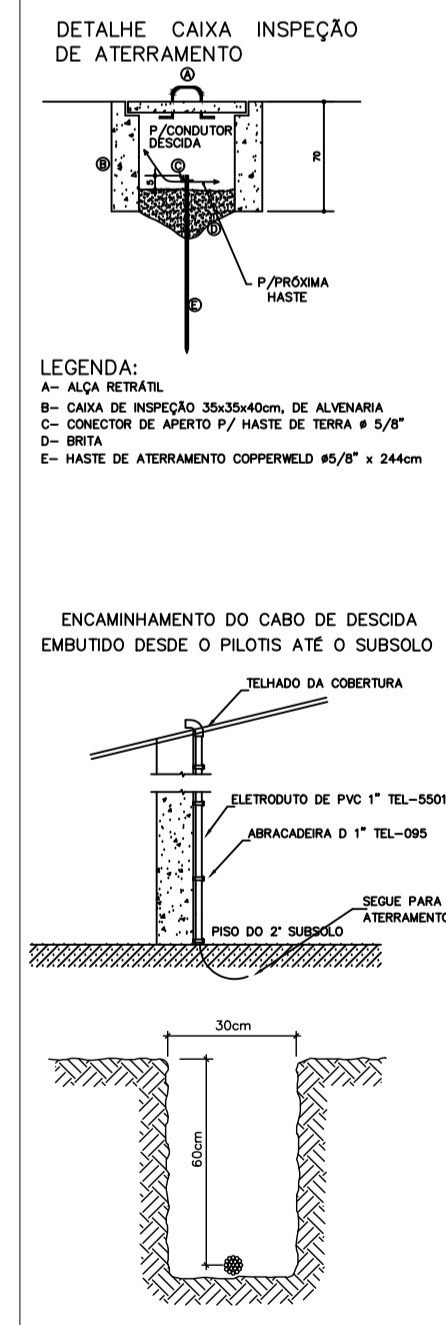 DETALHE CAIXA INSPEÇÃO
DE ATERRAMENTO
A
P/CONDUTOR
DESCIDA
B
C
5
70
D
P/PRÓXIMA
HASTE
E
LEGENDA:
A- ALÇA RETRÁTIL
B- CAIXA DE INSPEÇÃO 35x35x40cm, DE ALVENARIA
C- CONECTOR DE APERTO P/ HASTE DE TERRA ø 5/8"
D- BRITA
E- HASTE DE ATERRAMENTO COPPERWELD ø5/8" x 244cm
ENCAMINHAMENTO DO CABO DE DESCIDA
EMBUTIDO DESDE O PILOTIS ATÉ O SUBSOLO
TELHADO DA COBERTURA
ELETRODUTO DE PVC 1" TEL-5501
ABRACADEIRA D 1" TEL-095
SEGUE PARA
ATERRAMENTO
PISO DO 2° SUBSOLO
30cm
60cm